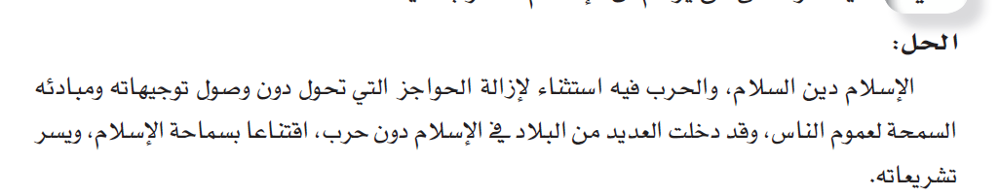 الحل:
الإسلام دين السلام، والحرب فيه استثناء لإزالة الحواجز التي تحول دون وصول توجيهاته ومبادئه
السمحة لعموم الناس، وقد دخلت العديد من البلاد في الإسلام دون حرب، اقتناعا بسماحة الإسلام، ويسر
تشريعاته.